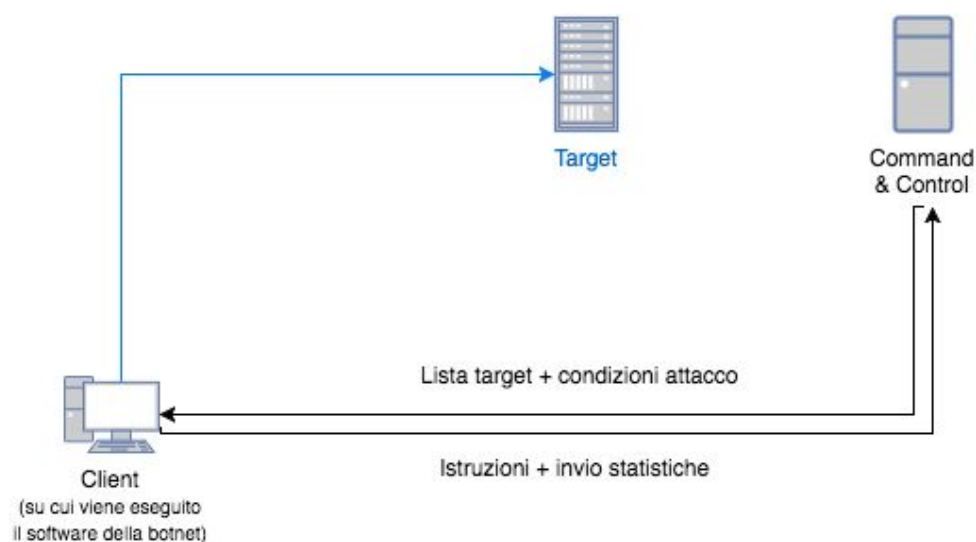 Target
Command
& Control
Lista target + condizioni attacco
Istruzioni + invio statistiche
Client
(su cui viene eseguito
il software della botnet)